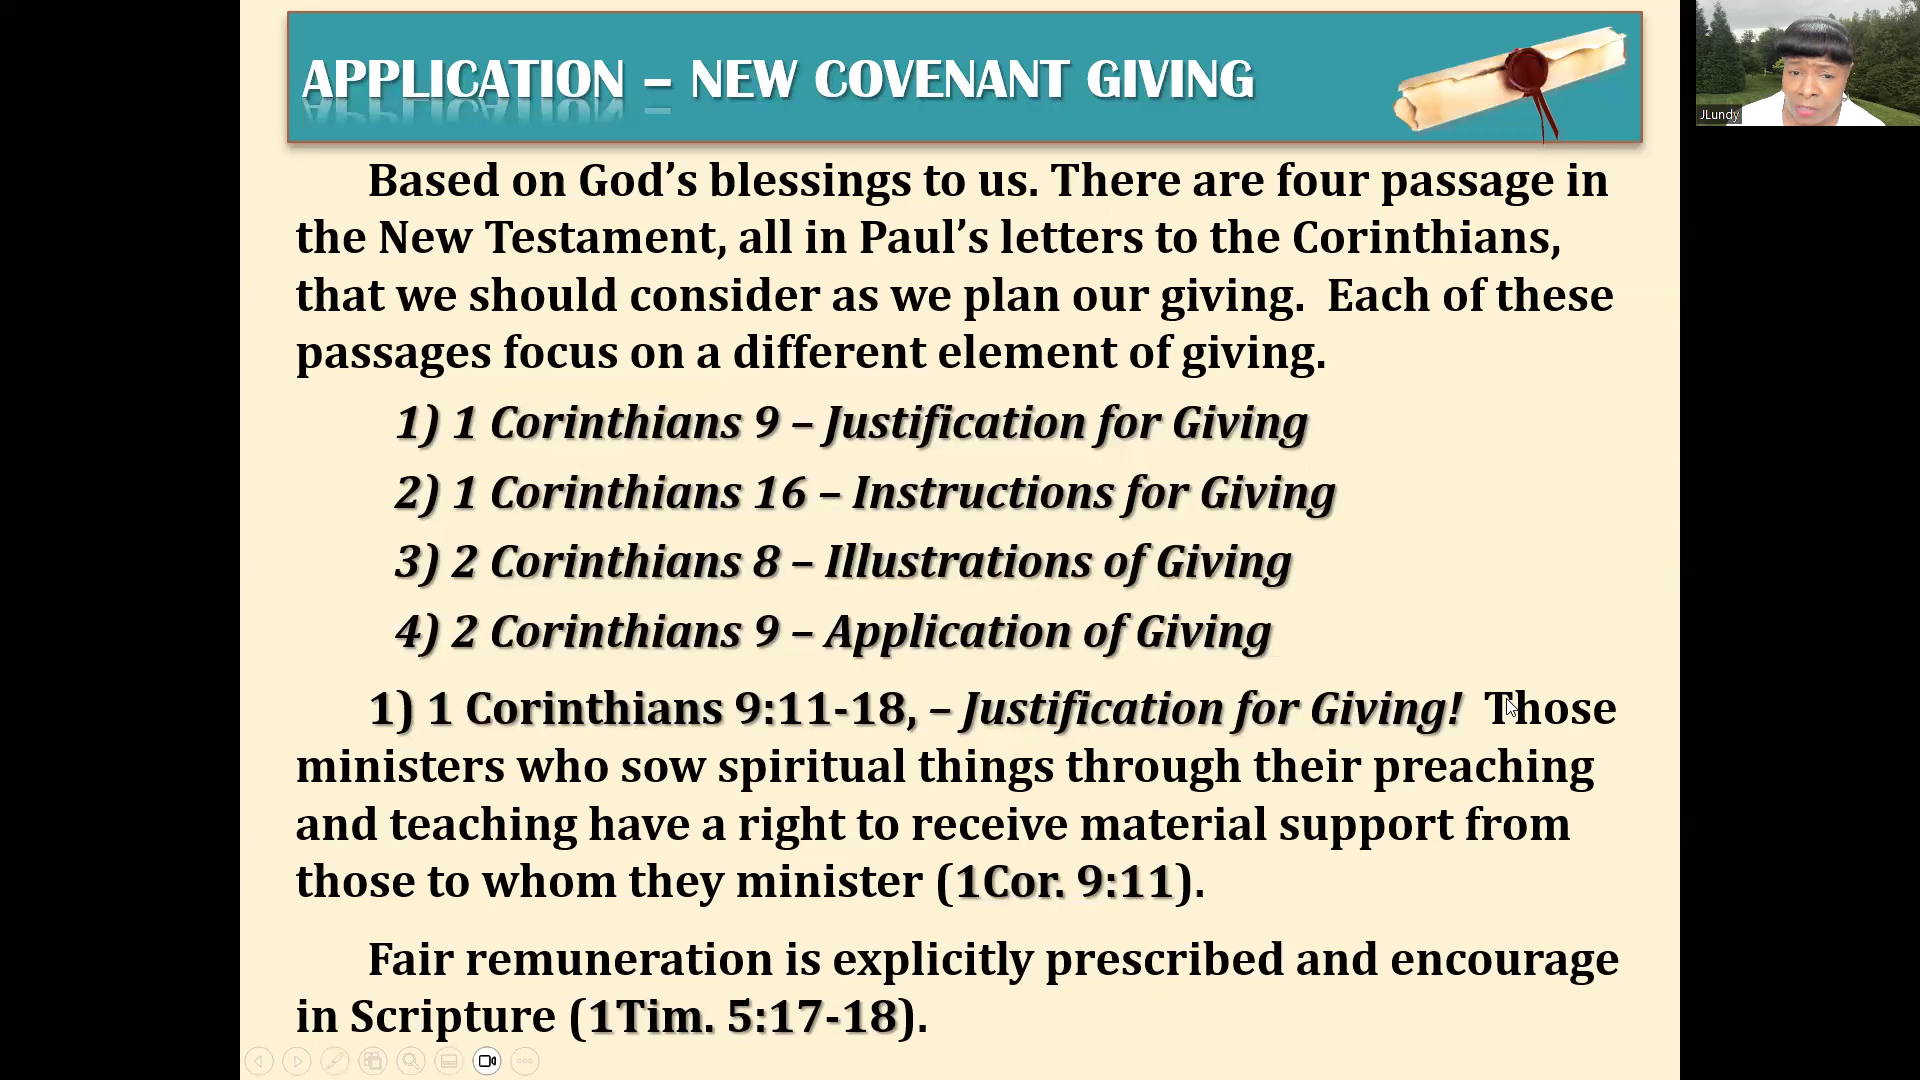 APPLICATION – NEW COVENANT GIVING
JLundy
Based on God’s blessings to us. There are four passage in
the New Testament, all in Paul’s letters to the Corinthians,
that we should consider as we plan our giving.  Each of these
passages focus on a different element of giving.
1) 1 Corinthians 9 – Justification for Giving
2) 1 Corinthians 16 – Instructions for Giving
3) 2 Corinthians 8 – Illustrations of Giving
4) 2 Corinthians 9 – Application of Giving
1) 1 Corinthians 9:11-18, – Justification for Giving!  Those
ministers who sow spiritual things through their preaching
and teaching have a right to receive material support from
those to whom they minister (1Cor. 9:11).
Fair remuneration is explicitly prescribed and encourage
in Scripture (1Tim. 5:17-18).